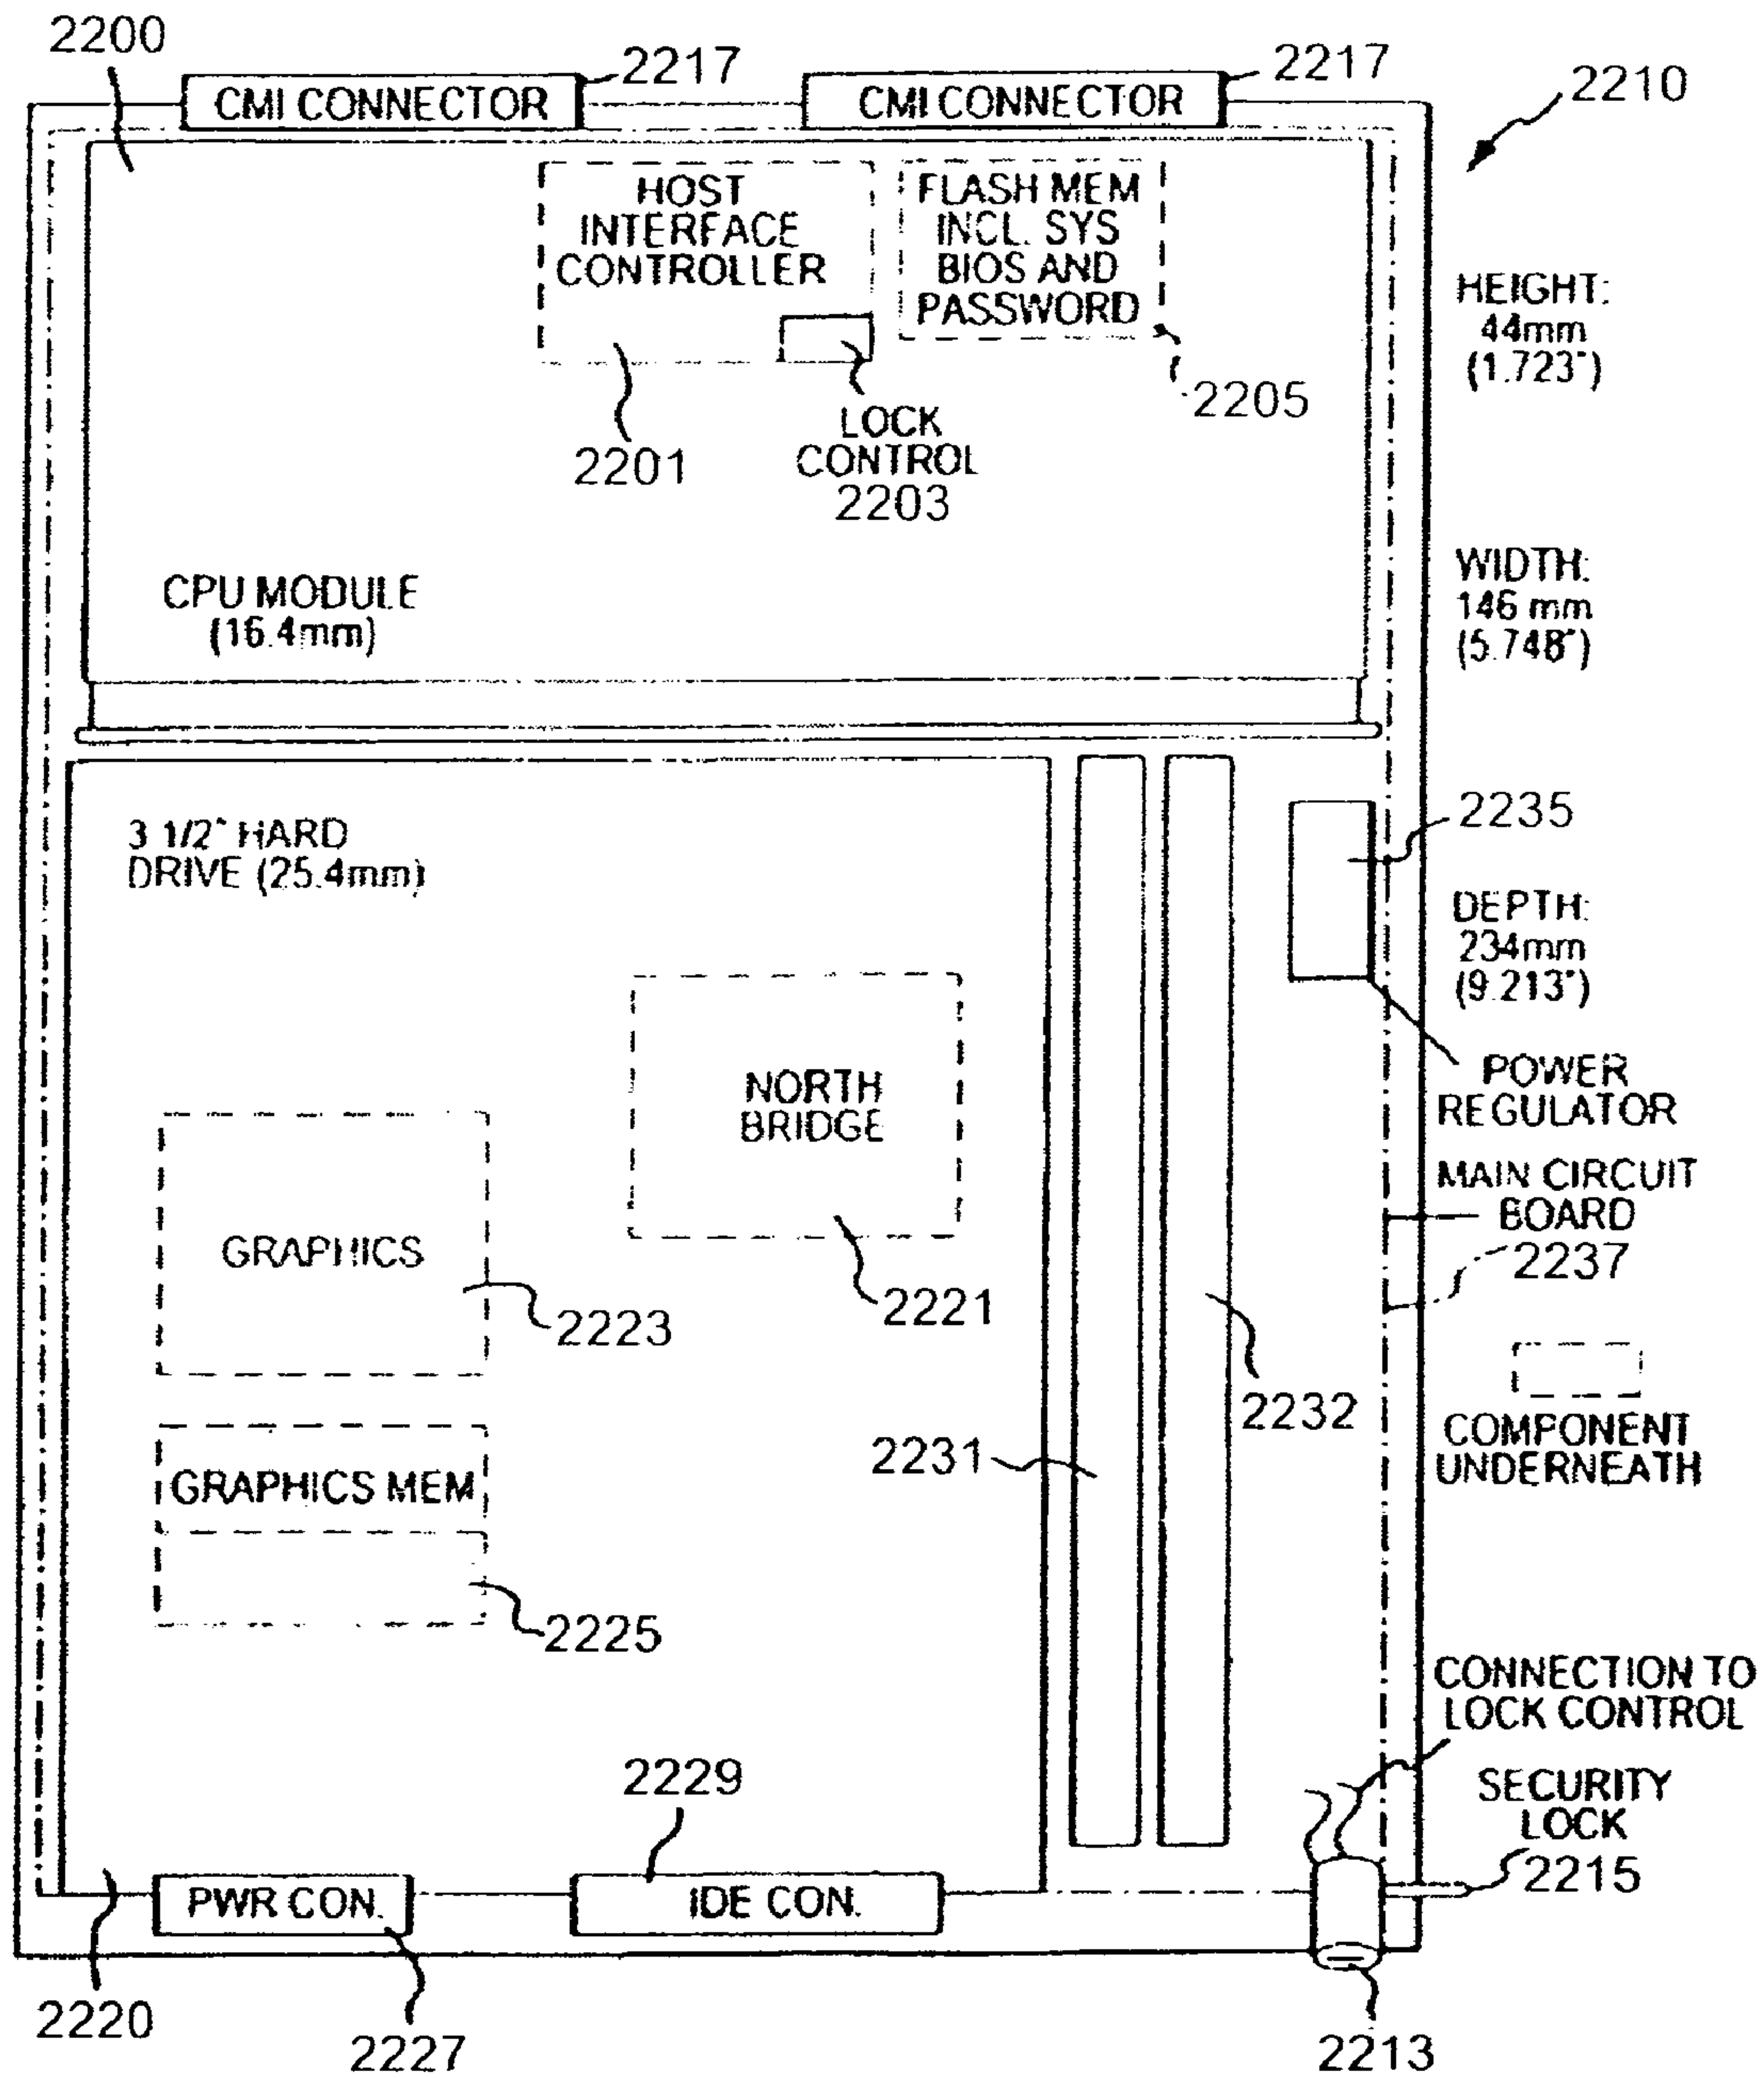 2200
2217
2217
2210
CMI CONNECTOR
CMI CONNECTOR
HOST
INTERFACE
CONTROLLER
FLASH MEM
INCL. SYS
BIOS AND
PASSWORD
HEIGHT:
44mm
(1.723")
2205
LOCK
CONTROL
2203
2201
WIDTH:
146 mm
(5.748")
CPU MODULE
(16.4mm)
3 1/2" HARD
DRIVE (25.4mm)
2235
DEPTH:
234mm
(9.213")
NORTH
BRIDGE
POWER
REGULATOR
MAIN CIRCUIT
BOARD
2237
GRAPHICS
2223
2221
2232
COMPONENT
UNDERNEATH
2231
GRAPHICS MEM
2225
CONNECTION TO
LOCK CONTROL
2229
SECURITY
LOCK
2215
PWR CON.
IDE CON.
2220
2227
2213